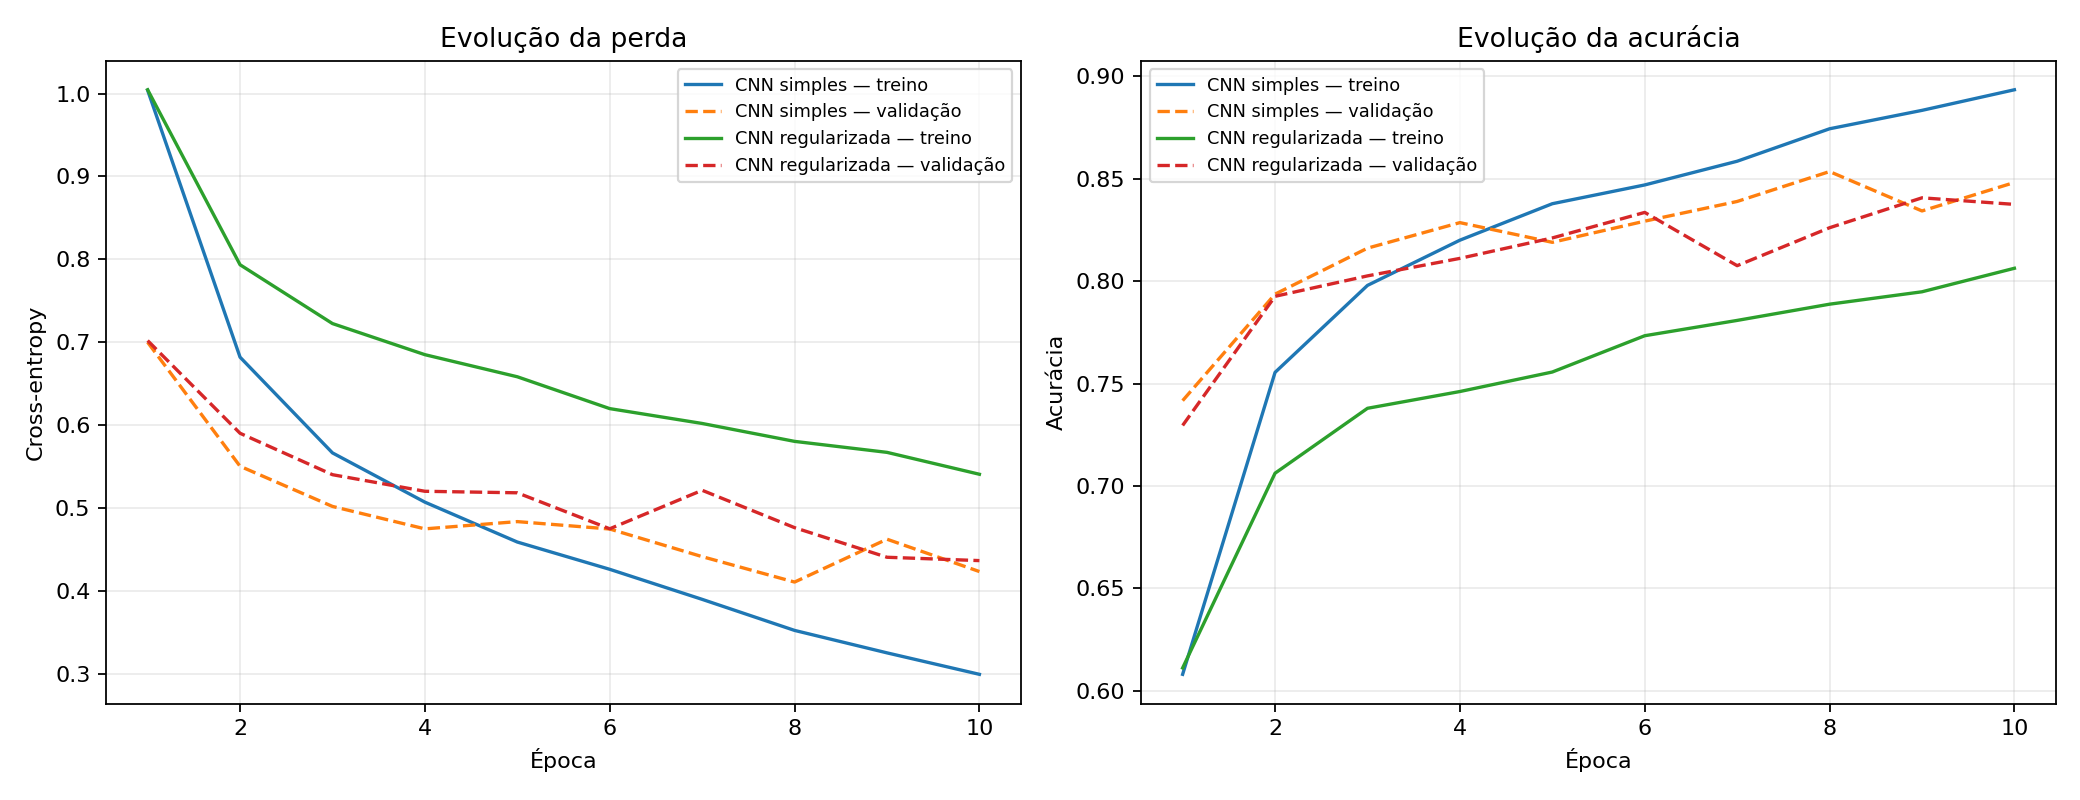 Evolução da perda
CNN simples — treino
CNN simples — validação
CNN regularizada — treino
CNN regularizada — validação
1.0
0.9
0.8
0.7
0.6
0.5
0.4
0.3
Cross-entropy
2 4 6 8 10
Época
Evolução da acurácia
CNN simples — treino
CNN simples — validação
CNN regularizada — treino
CNN regularizada — validação
0.90
0.85
0.80
0.75
0.70
0.65
0.60
Acurácia
2 4 6 8 10
Época